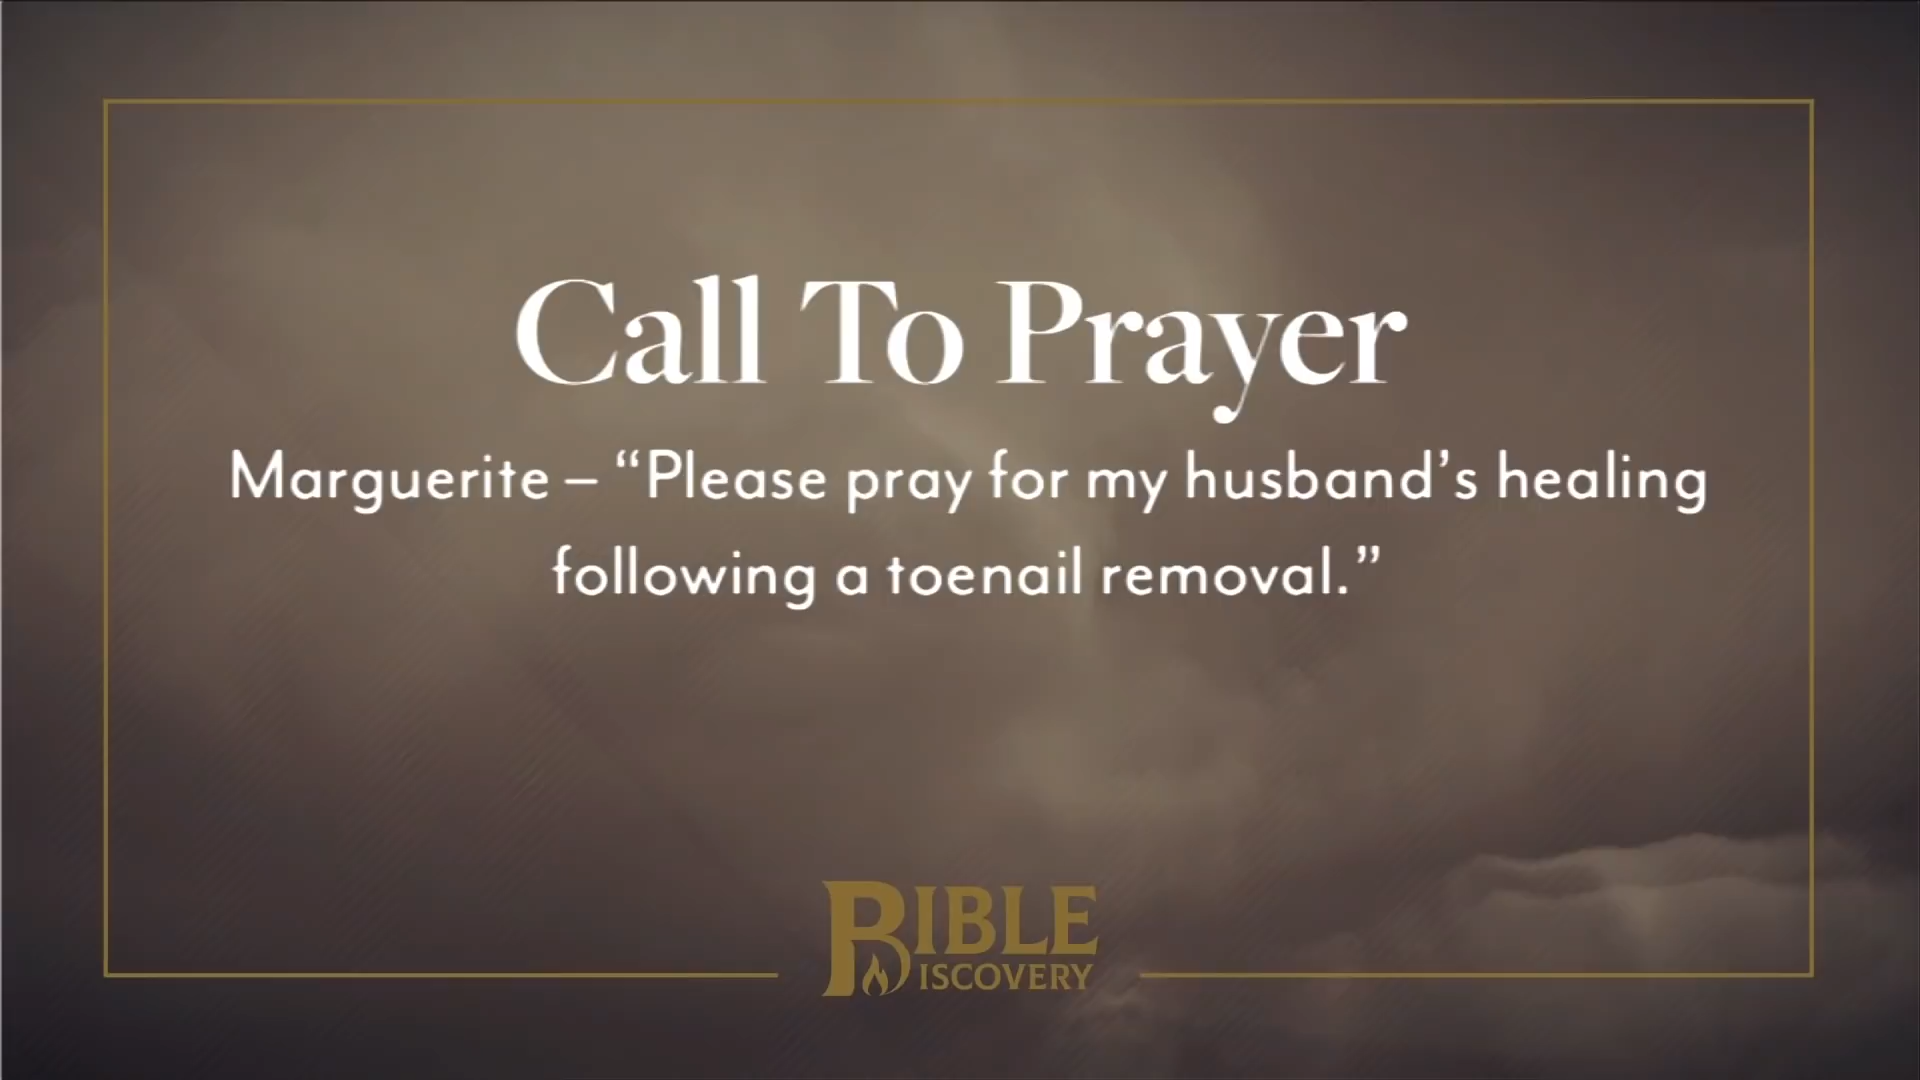 Call To Prayer
Marguerite – “Please pray for my husband’s healing
following a toenail removal.”
BIBLE
DISCOVERY